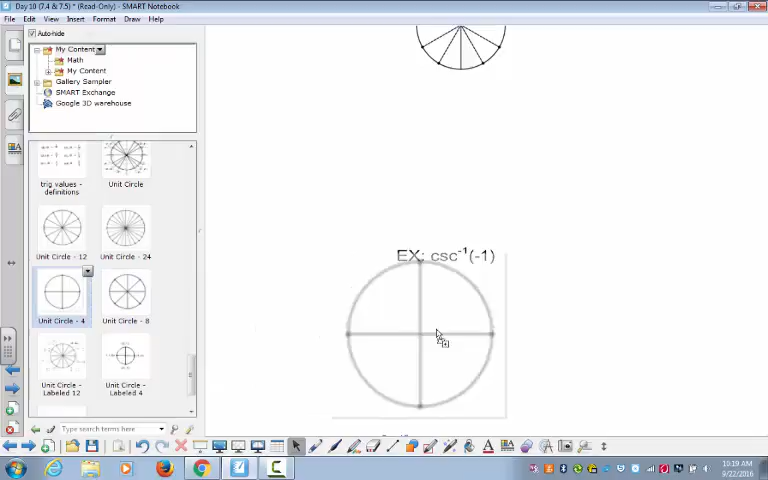 Day 10 (7.4 & 7.5) * (Read-Only) - SMART Notebook
File Edit View Insert Format Draw Help
Auto-hide
My Content
Math
My Content
Gallery Sampler
SMART Exchange
Google 3D warehouse
trig values - definitions
Unit Circle
Unit Circle - 12
Unit Circle - 24
Unit Circle - 4
Unit Circle - 8
Unit Circle - Labeled 12
Unit Circle - Labeled 4
Type search terms here
EX: csc⁻¹(-1)
10:19 AM
9/22/2016